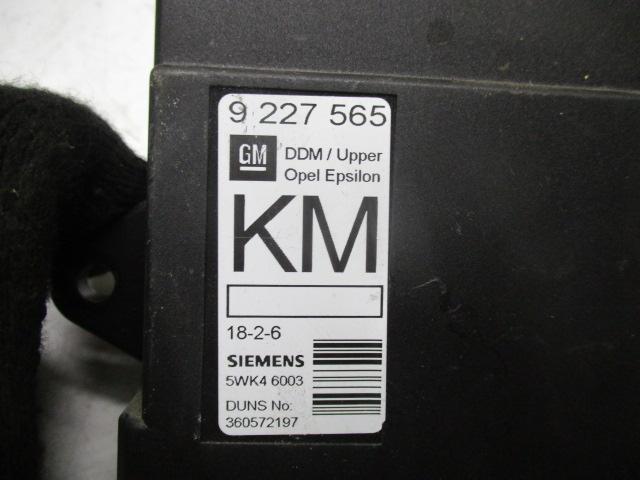 9 227 565
GM DDM / Upper
Opel Epsilon
KM
18-2-6
SIEMENS
5WK4 6003
DUNS No:
360572197